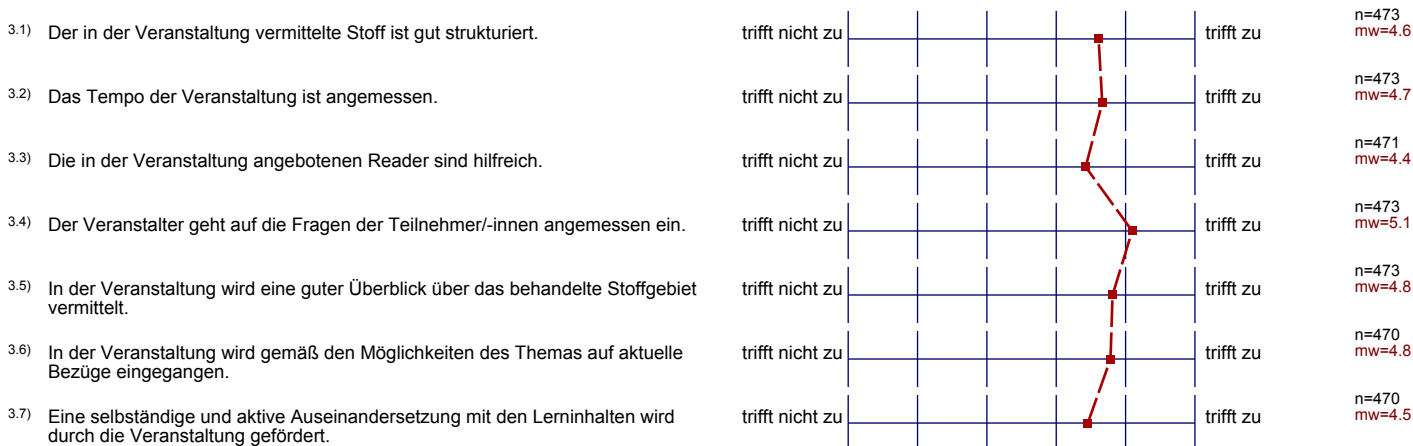 3.1) Der in der Veranstaltung vermittelte Stoff ist gut strukturiert. trifft nicht zu trifft zu n=473
mw=4.6
3.2) Das Tempo der Veranstaltung ist angemessen. trifft nicht zu trifft zu n=473
mw=4.7
3.3) Die in der Veranstaltung angebotenen Reader sind hilfreich. trifft nicht zu trifft zu n=471
mw=4.4
3.4) Der Veranstalter geht auf die Fragen der Teilnehmer/-innen angemessen ein. trifft nicht zu trifft zu n=473
mw=5.1
3.5) In der Veranstaltung wird eine guter Überblick über das behandelte Stoffgebiet trifft nicht zu trifft zu n=473
vermittelt. mw=4.8
3.6) In der Veranstaltung wird gemäß den Möglichkeiten des Themas auf aktuelle trifft nicht zu trifft zu n=470
Bezüge eingegangen. mw=4.8
3.7) Eine selbständige und aktive Auseinandersetzung mit den Lerninhalten wird trifft nicht zu trifft zu n=470
durch die Veranstaltung gefördert. mw=4.5